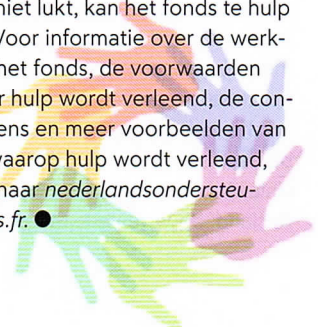 niet lukt, kan het fonds te hulp
Voor informatie over de werk-
het fonds, de voorwaarden
r hulp wordt verleend, de con-
ens en meer voorbeelden van
waarop hulp wordt verleend,
naar nederlandsondersteu-
s.fr. ●